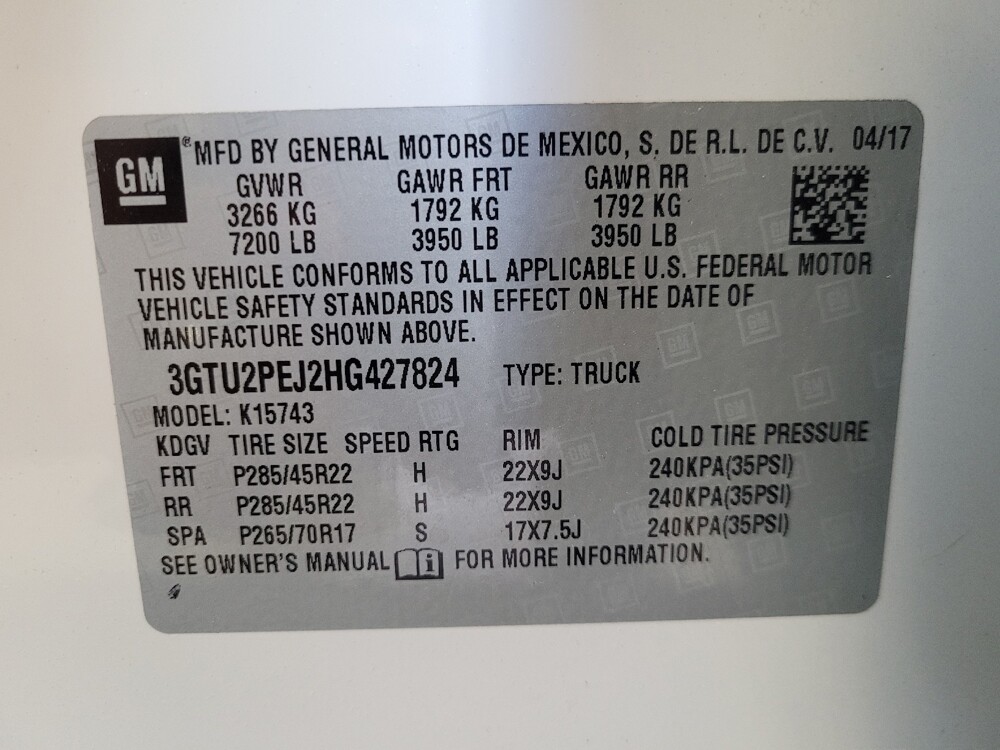 GM ® MFD BY GENERAL MOTORS DE MEXICO, S. DE R.L. DE C.V. 04/17
GVWR GAWR FRT GAWR RR
3266 KG 1792 KG 1792 KG
7200 LB 3950 LB 3950 LB
THIS VEHICLE CONFORMS TO ALL APPLICABLE U.S. FEDERAL MOTOR
VEHICLE SAFETY STANDARDS IN EFFECT ON THE DATE OF
MANUFACTURE SHOWN ABOVE.
3GTU2PEJ2HG427824 TYPE: TRUCK
MODEL: K15743
KDGV TIRE SIZE SPEED RTG RIM COLD TIRE PRESSURE
FRT P285/45R22 H 22X9J 240KPA(35PSI)
RR P285/45R22 H 22X9J 240KPA(35PSI)
SPA P265/70R17 S 17X7.5J 240KPA(35PSI)
SEE OWNER'S MANUAL i FOR MORE INFORMATION.